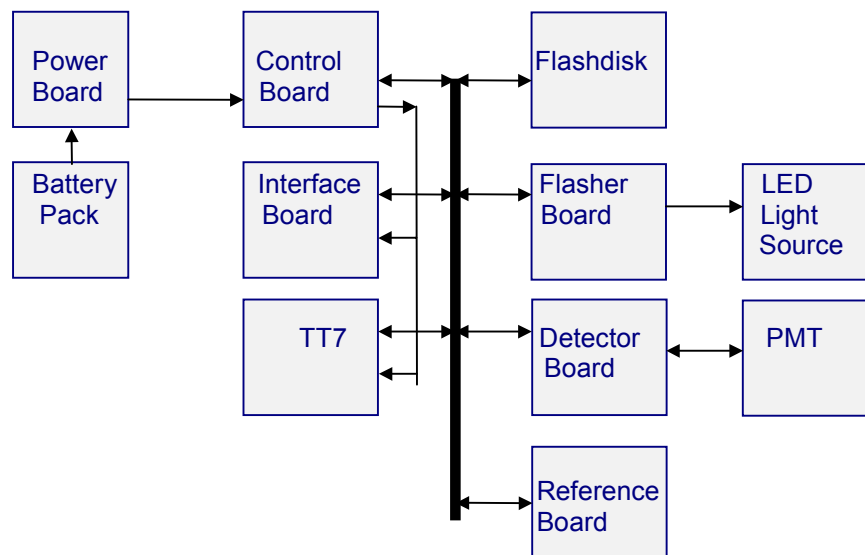 Power
Board
Control
Board
Flashdisk
Battery
Pack
Interface
Board
Flasher
Board
LED
Light
Source
TT7
Detector
Board
PMT
Reference
Board